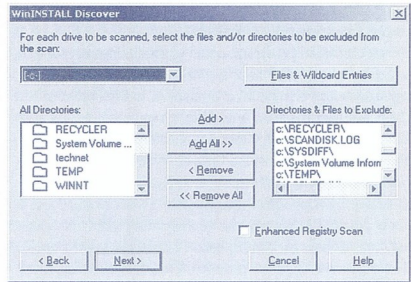 WinINSTALL Discover
For each drive to be scanned, select the files and/or directories to be excluded from
the scan:
[-c-]
Files & Wildcard Entries
All Directories:
RECYCLER
System Volume ...
technet
TEMP
WINNT
Add >
Add All >>
< Remove
<< Remove All
Directories & Files to Exclude:
c:\RECYCLER\
c:\SCANDISK.LOG
c:\SYSDIFF\
c:\System Volume Inform
c:\TEMP\
Enhanced Registry Scan
< Back
Next >
Cancel
Help